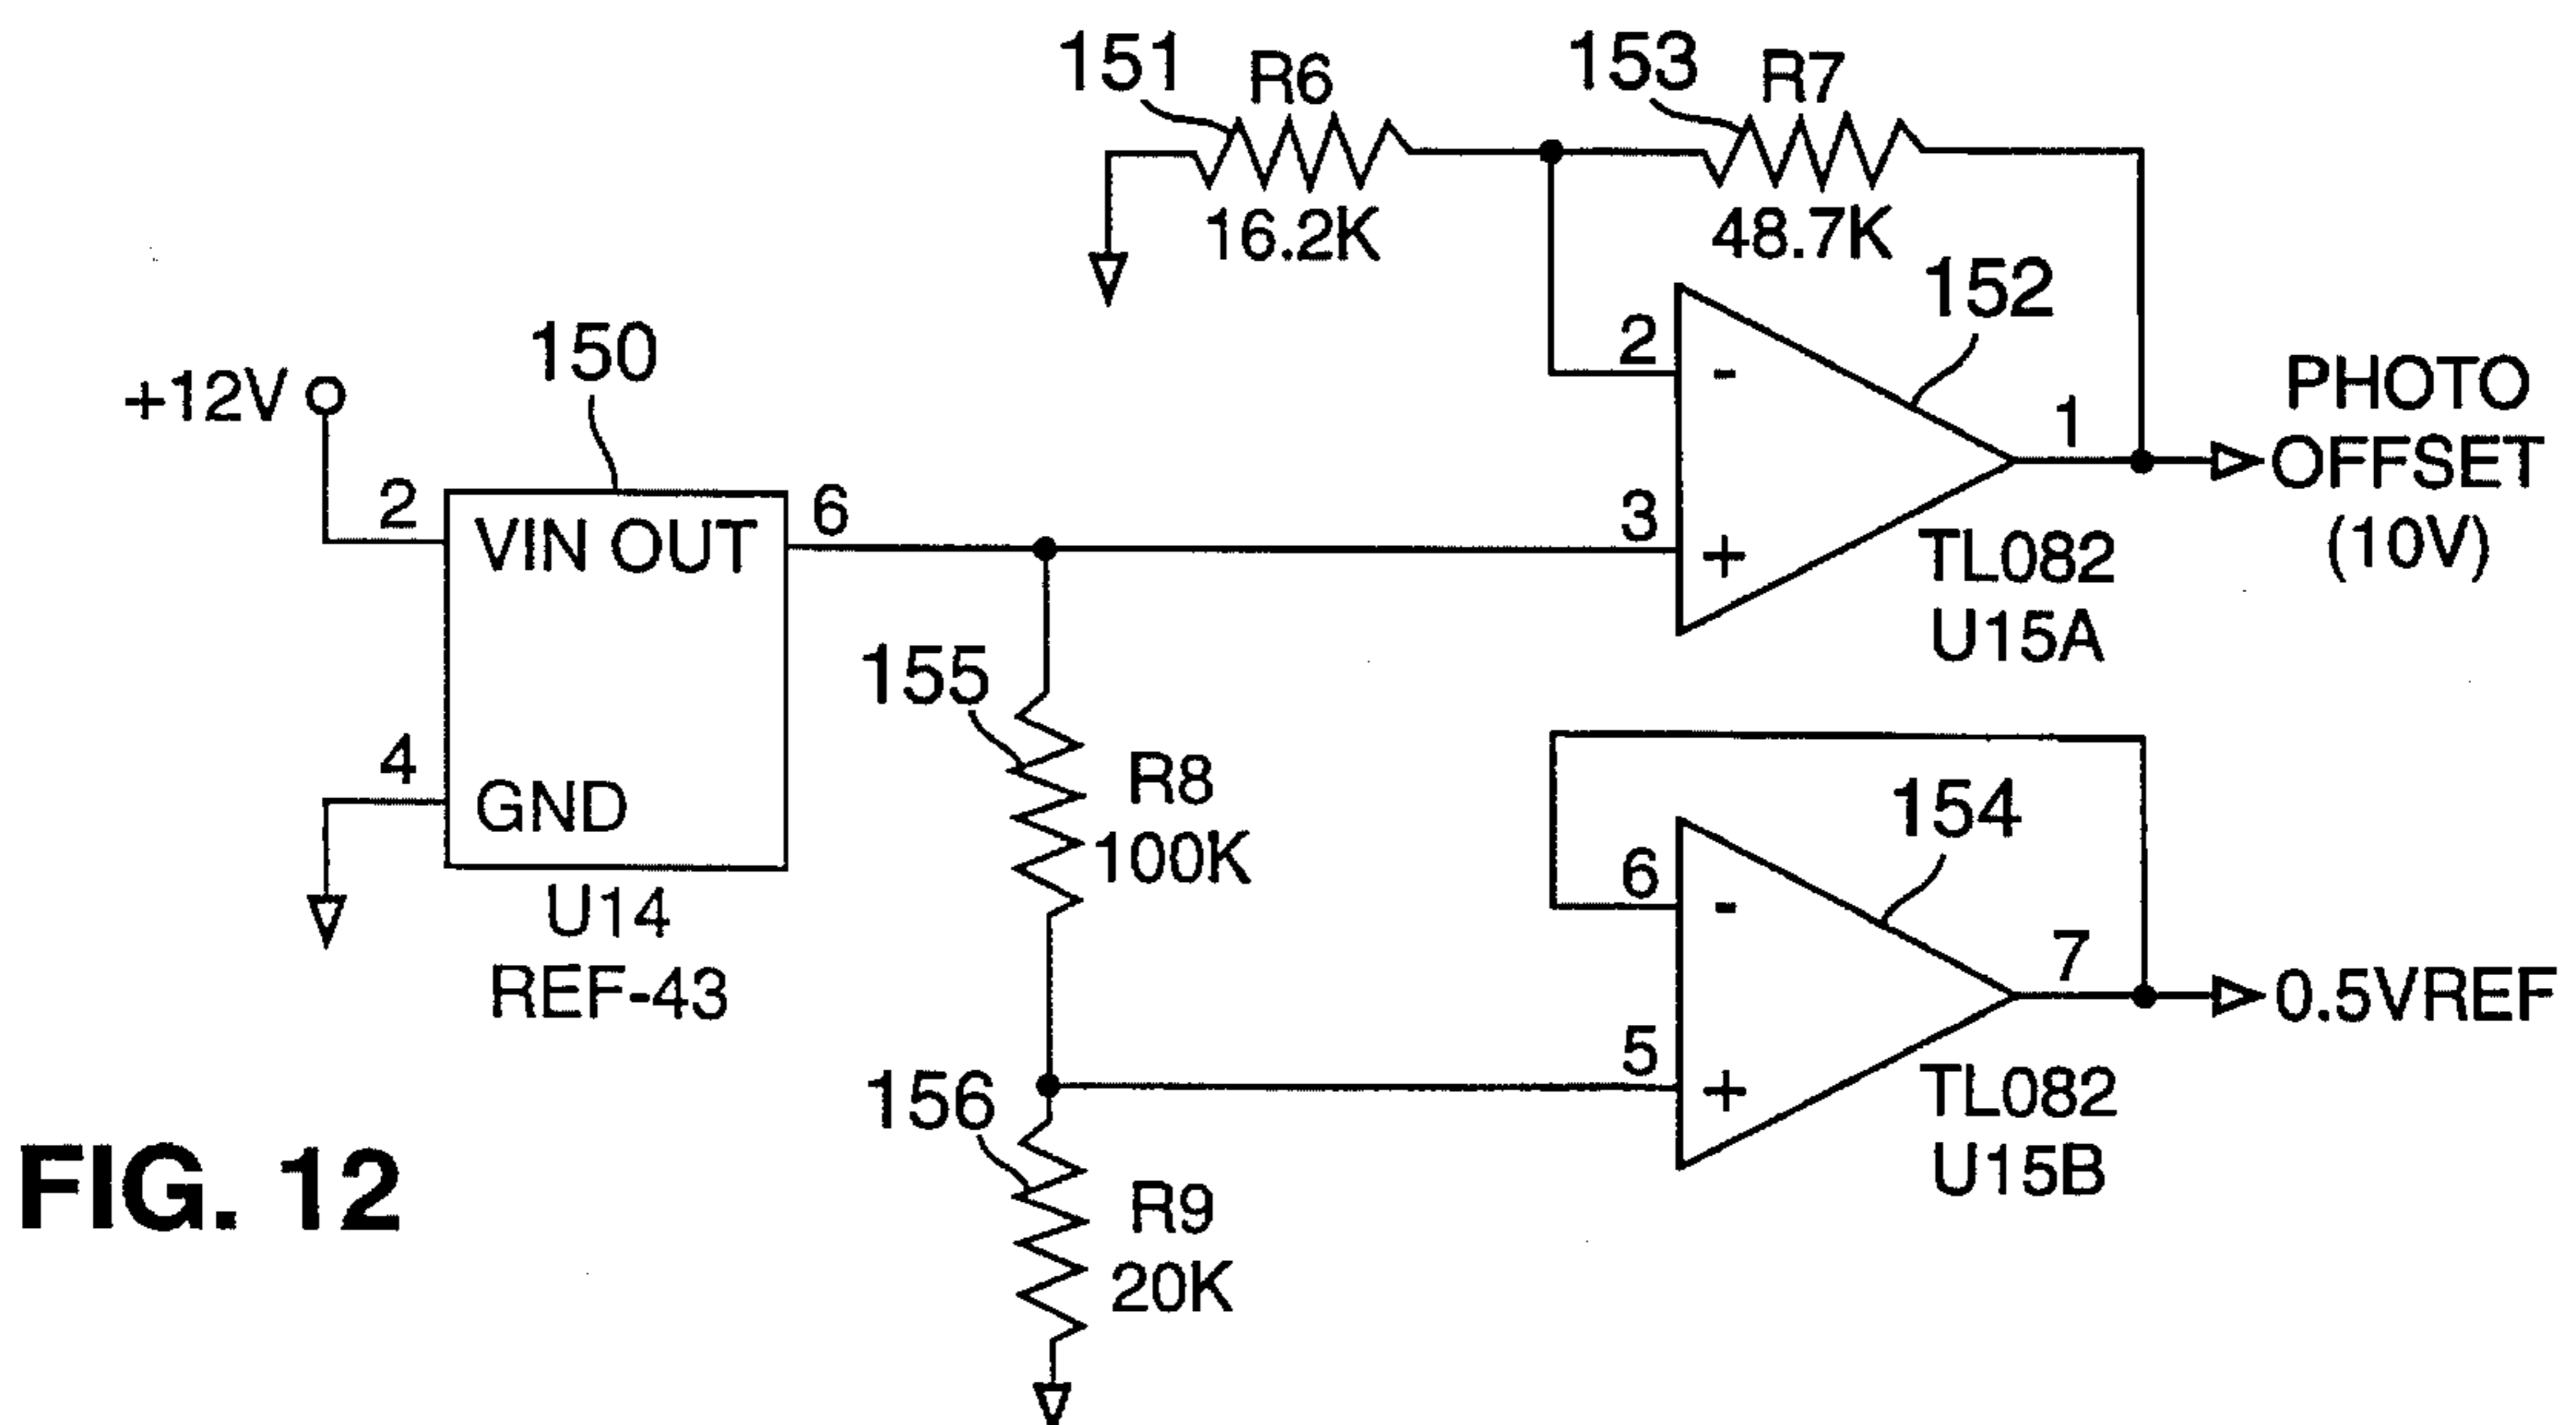 151 R6
153 R7
16.2K
48.7K
152
150
+12V
2
-
PHOTO
OFFSET
(10V)
1
2
VIN OUT
6
3
+
TL082
U15A
155
4
GND
R8
100K
154
6
-
U14
REF-43
7
0.5VREF
5
+
156
TL082
U15B
FIG. 12
R9
20K